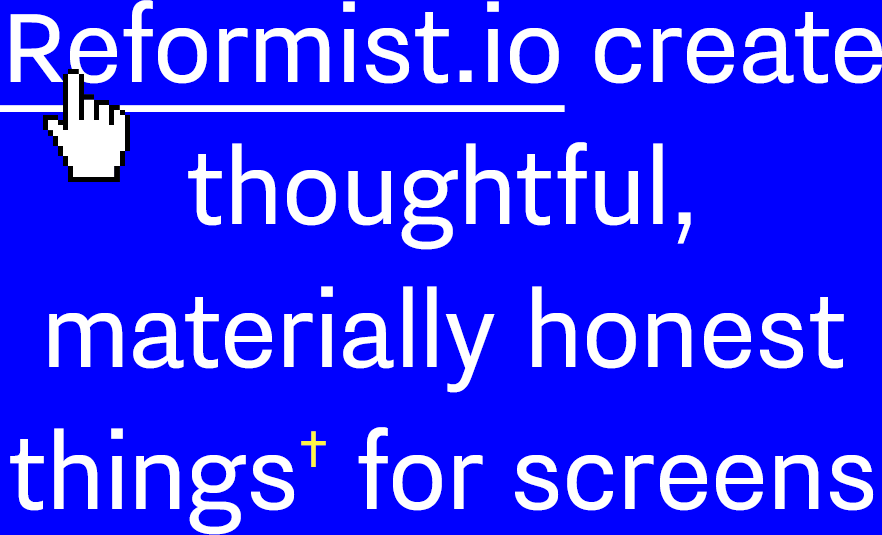 Reformist.io create
thoughtful,
materially honest
things† for screens